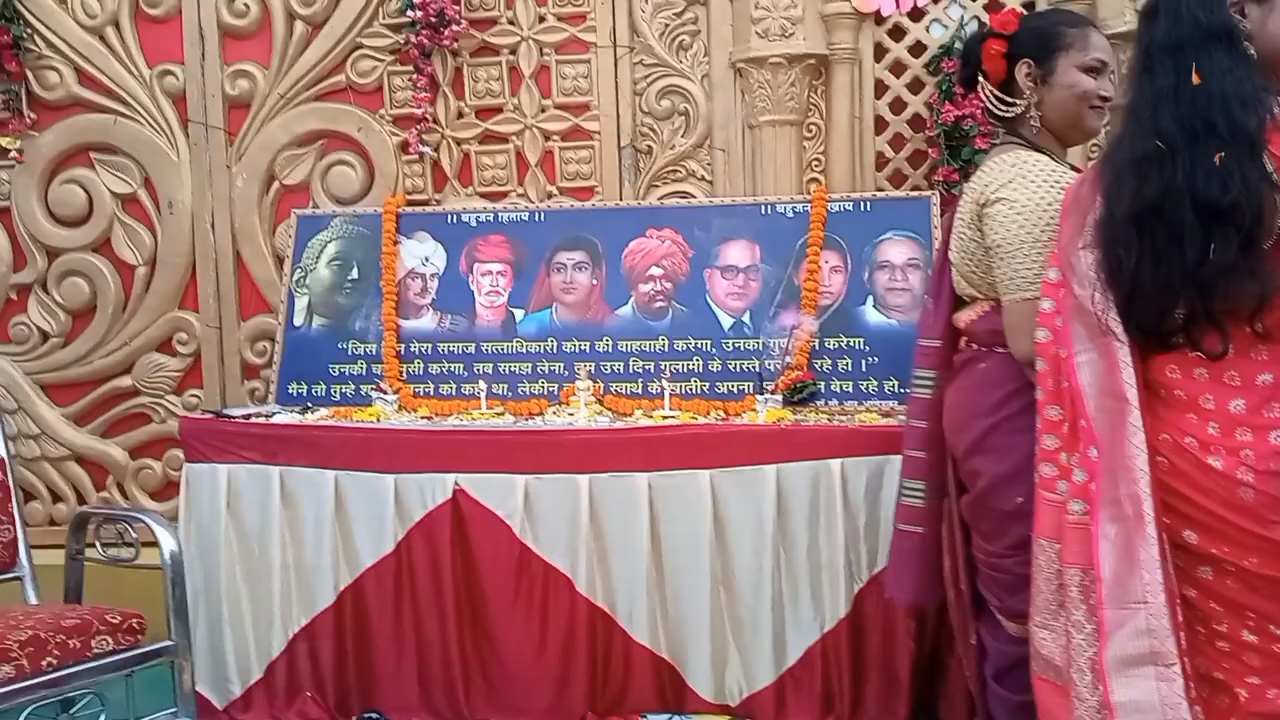 ।। बहुजन हिताय ।।
।। बहुजन
“जिस मेरा समाज सत्ताधिकारी कोम की वाहवाही करेगा, उनका करेगा,
उनकी करेगा, तब समझ लेना, उस दिन गुलामी के रास्ते रहे हो ।”
मैने तो तुम्हे को था, लेकीन स्वार्थ के खातीर अपना बेच रहे हो..